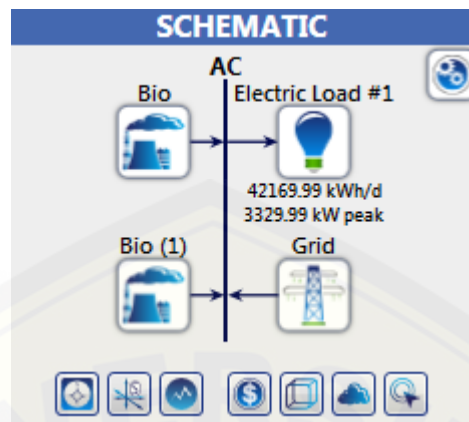 SCHEMATIC
AC
Bio
Electric Load #1
42169.99 kWh/d
3329.99 kW peak
Bio (1)
Grid